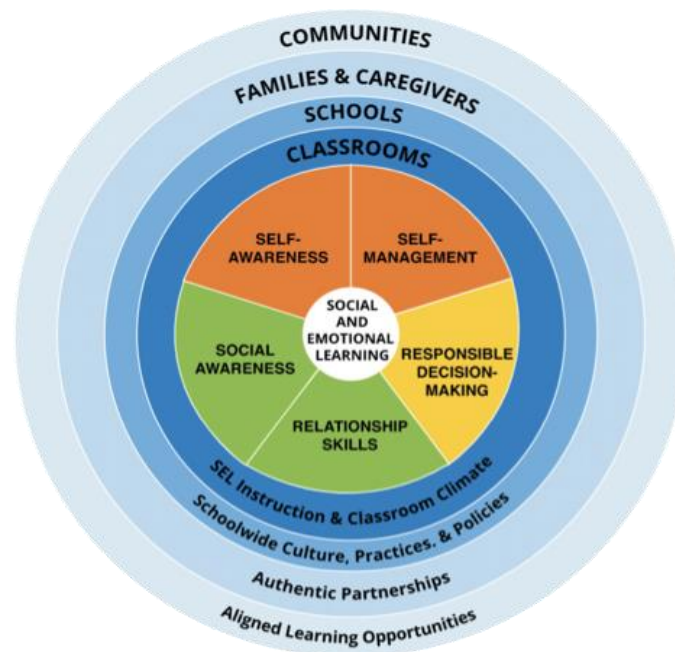 COMMUNITIES
FAMILIES & CAREGIVERS
SCHOOLS
CLASSROOMS
SELF-
AWARENESS
SELF-
MANAGEMENT
SOCIAL
AND
EMOTIONAL
LEARNING
SOCIAL
AWARENESS
RESPONSIBLE
DECISION-
MAKING
RELATIONSHIP
SKILLS
SEL Instruction & Classroom Climate
Schoolwide Culture, Practices. & Policies
Authentic Partnerships
Aligned Learning Opportunities